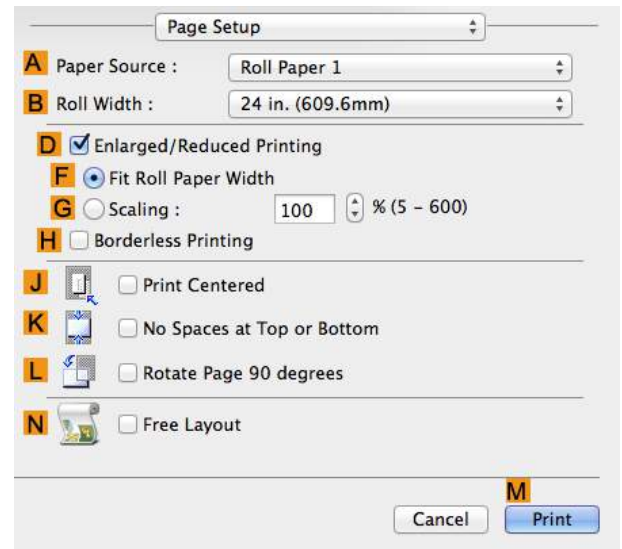 Page Setup
A Paper Source : Roll Paper 1
B Roll Width : 24 in. (609.6mm)
D Enlarged/Reduced Printing
F Fit Roll Paper Width
G Scaling : 100 % (5 – 600)
H Borderless Printing
J Print Centered
K No Spaces at Top or Bottom
L Rotate Page 90 degrees
N Free Layout
M
Cancel Print